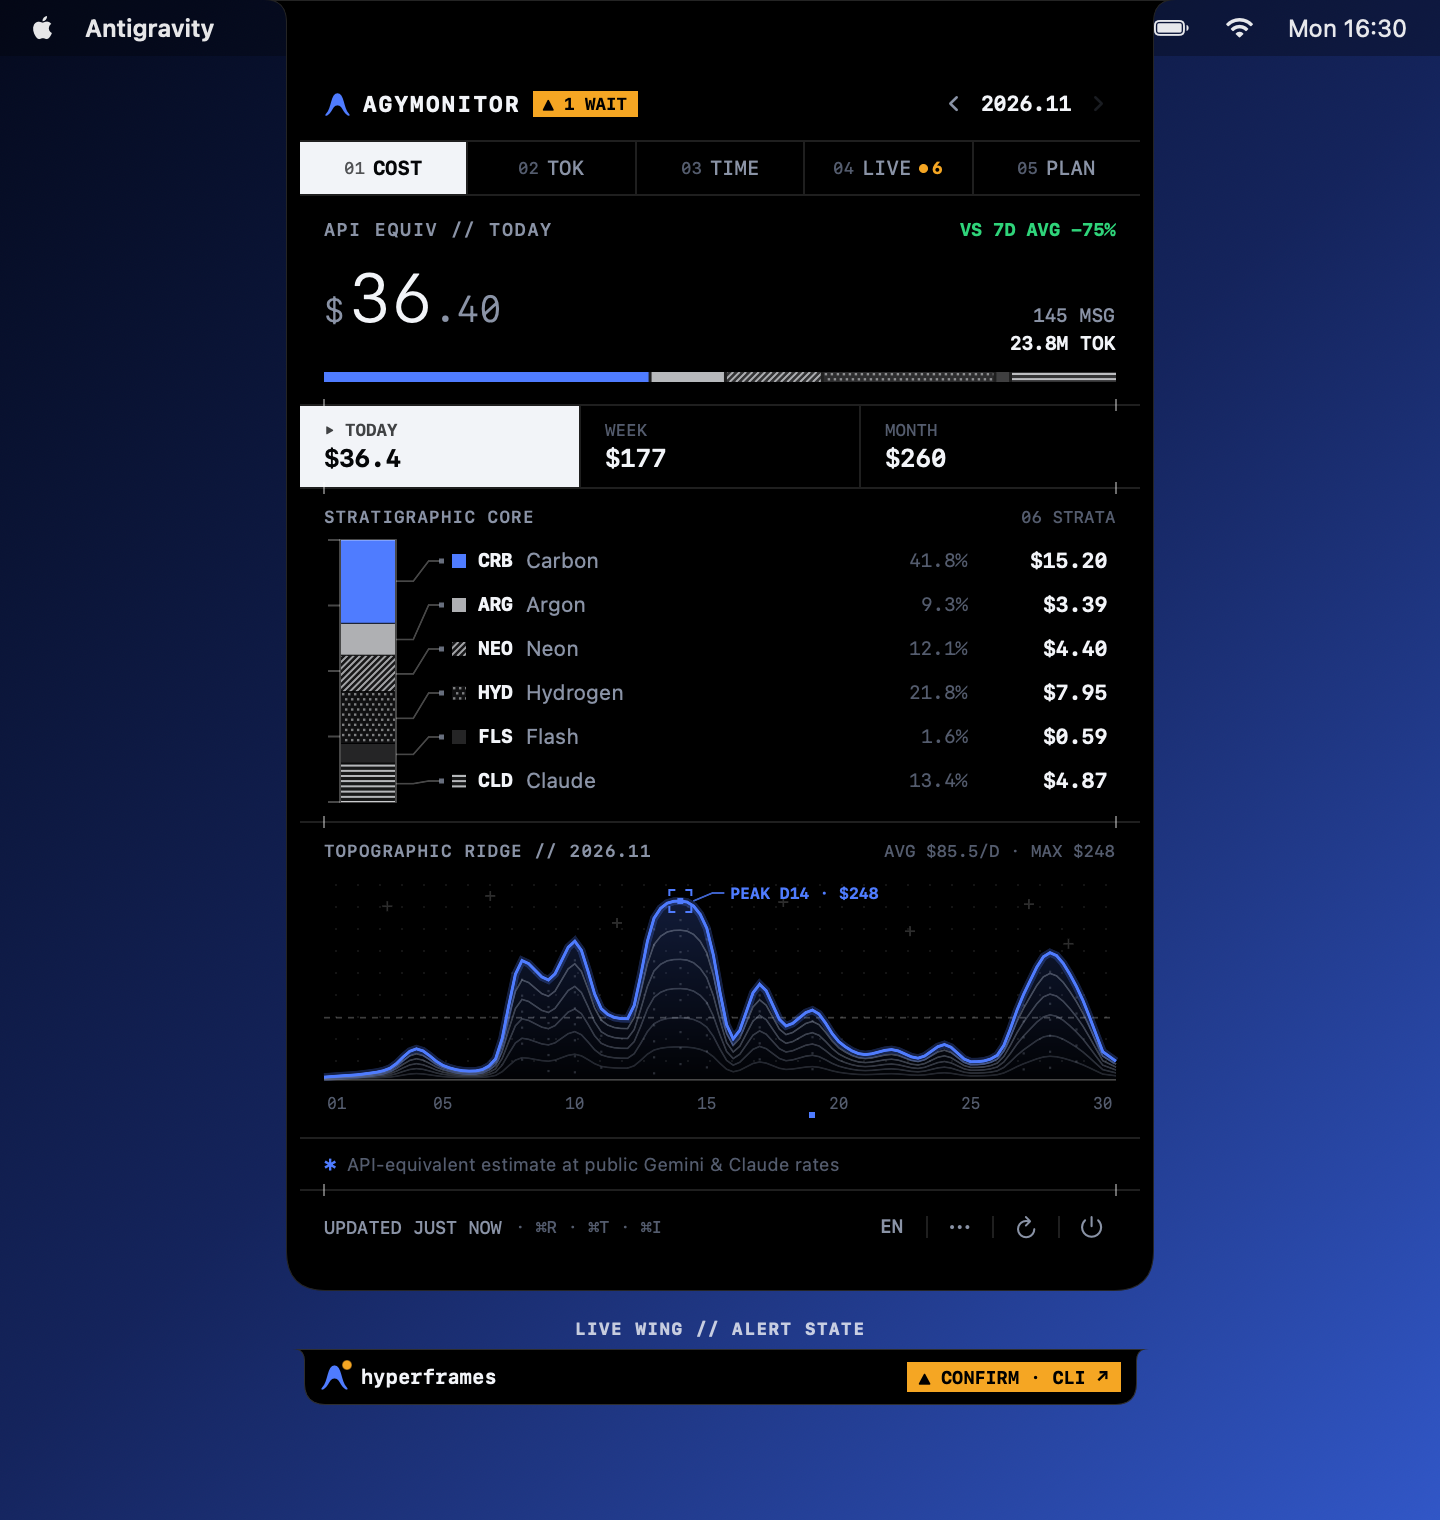 Antigravity
Mon 16:30
AGYMONITOR
▲ 1 WAIT
< 2026.11 >
01 COST
02 TOK
03 TIME
04 LIVE ●6
05 PLAN
API EQUIV // TODAY
VS 7D AVG −75%
$36.40
145 MSG
23.8M TOK
▸ TODAY
$36.4
WEEK
$177
MONTH
$260
STRATIGRAPHIC CORE
06 STRATA
CRB Carbon 41.8% $15.20
ARG Argon 9.3% $3.39
NEO Neon 12.1% $4.40
HYD Hydrogen 21.8% $7.95
FLS Flash 1.6% $0.59
CLD Claude 13.4% $4.87
TOPOGRAPHIC RIDGE // 2026.11
AVG $85.5/D · MAX $248
PEAK D14 · $248
01 05 10 15 20 25 30
* API-equivalent estimate at public Gemini & Claude rates
UPDATED JUST NOW · ⌘R · ⌘T · ⌘I
EN
LIVE WING // ALERT STATE
hyperframes
▲ CONFIRM · CLI ↗